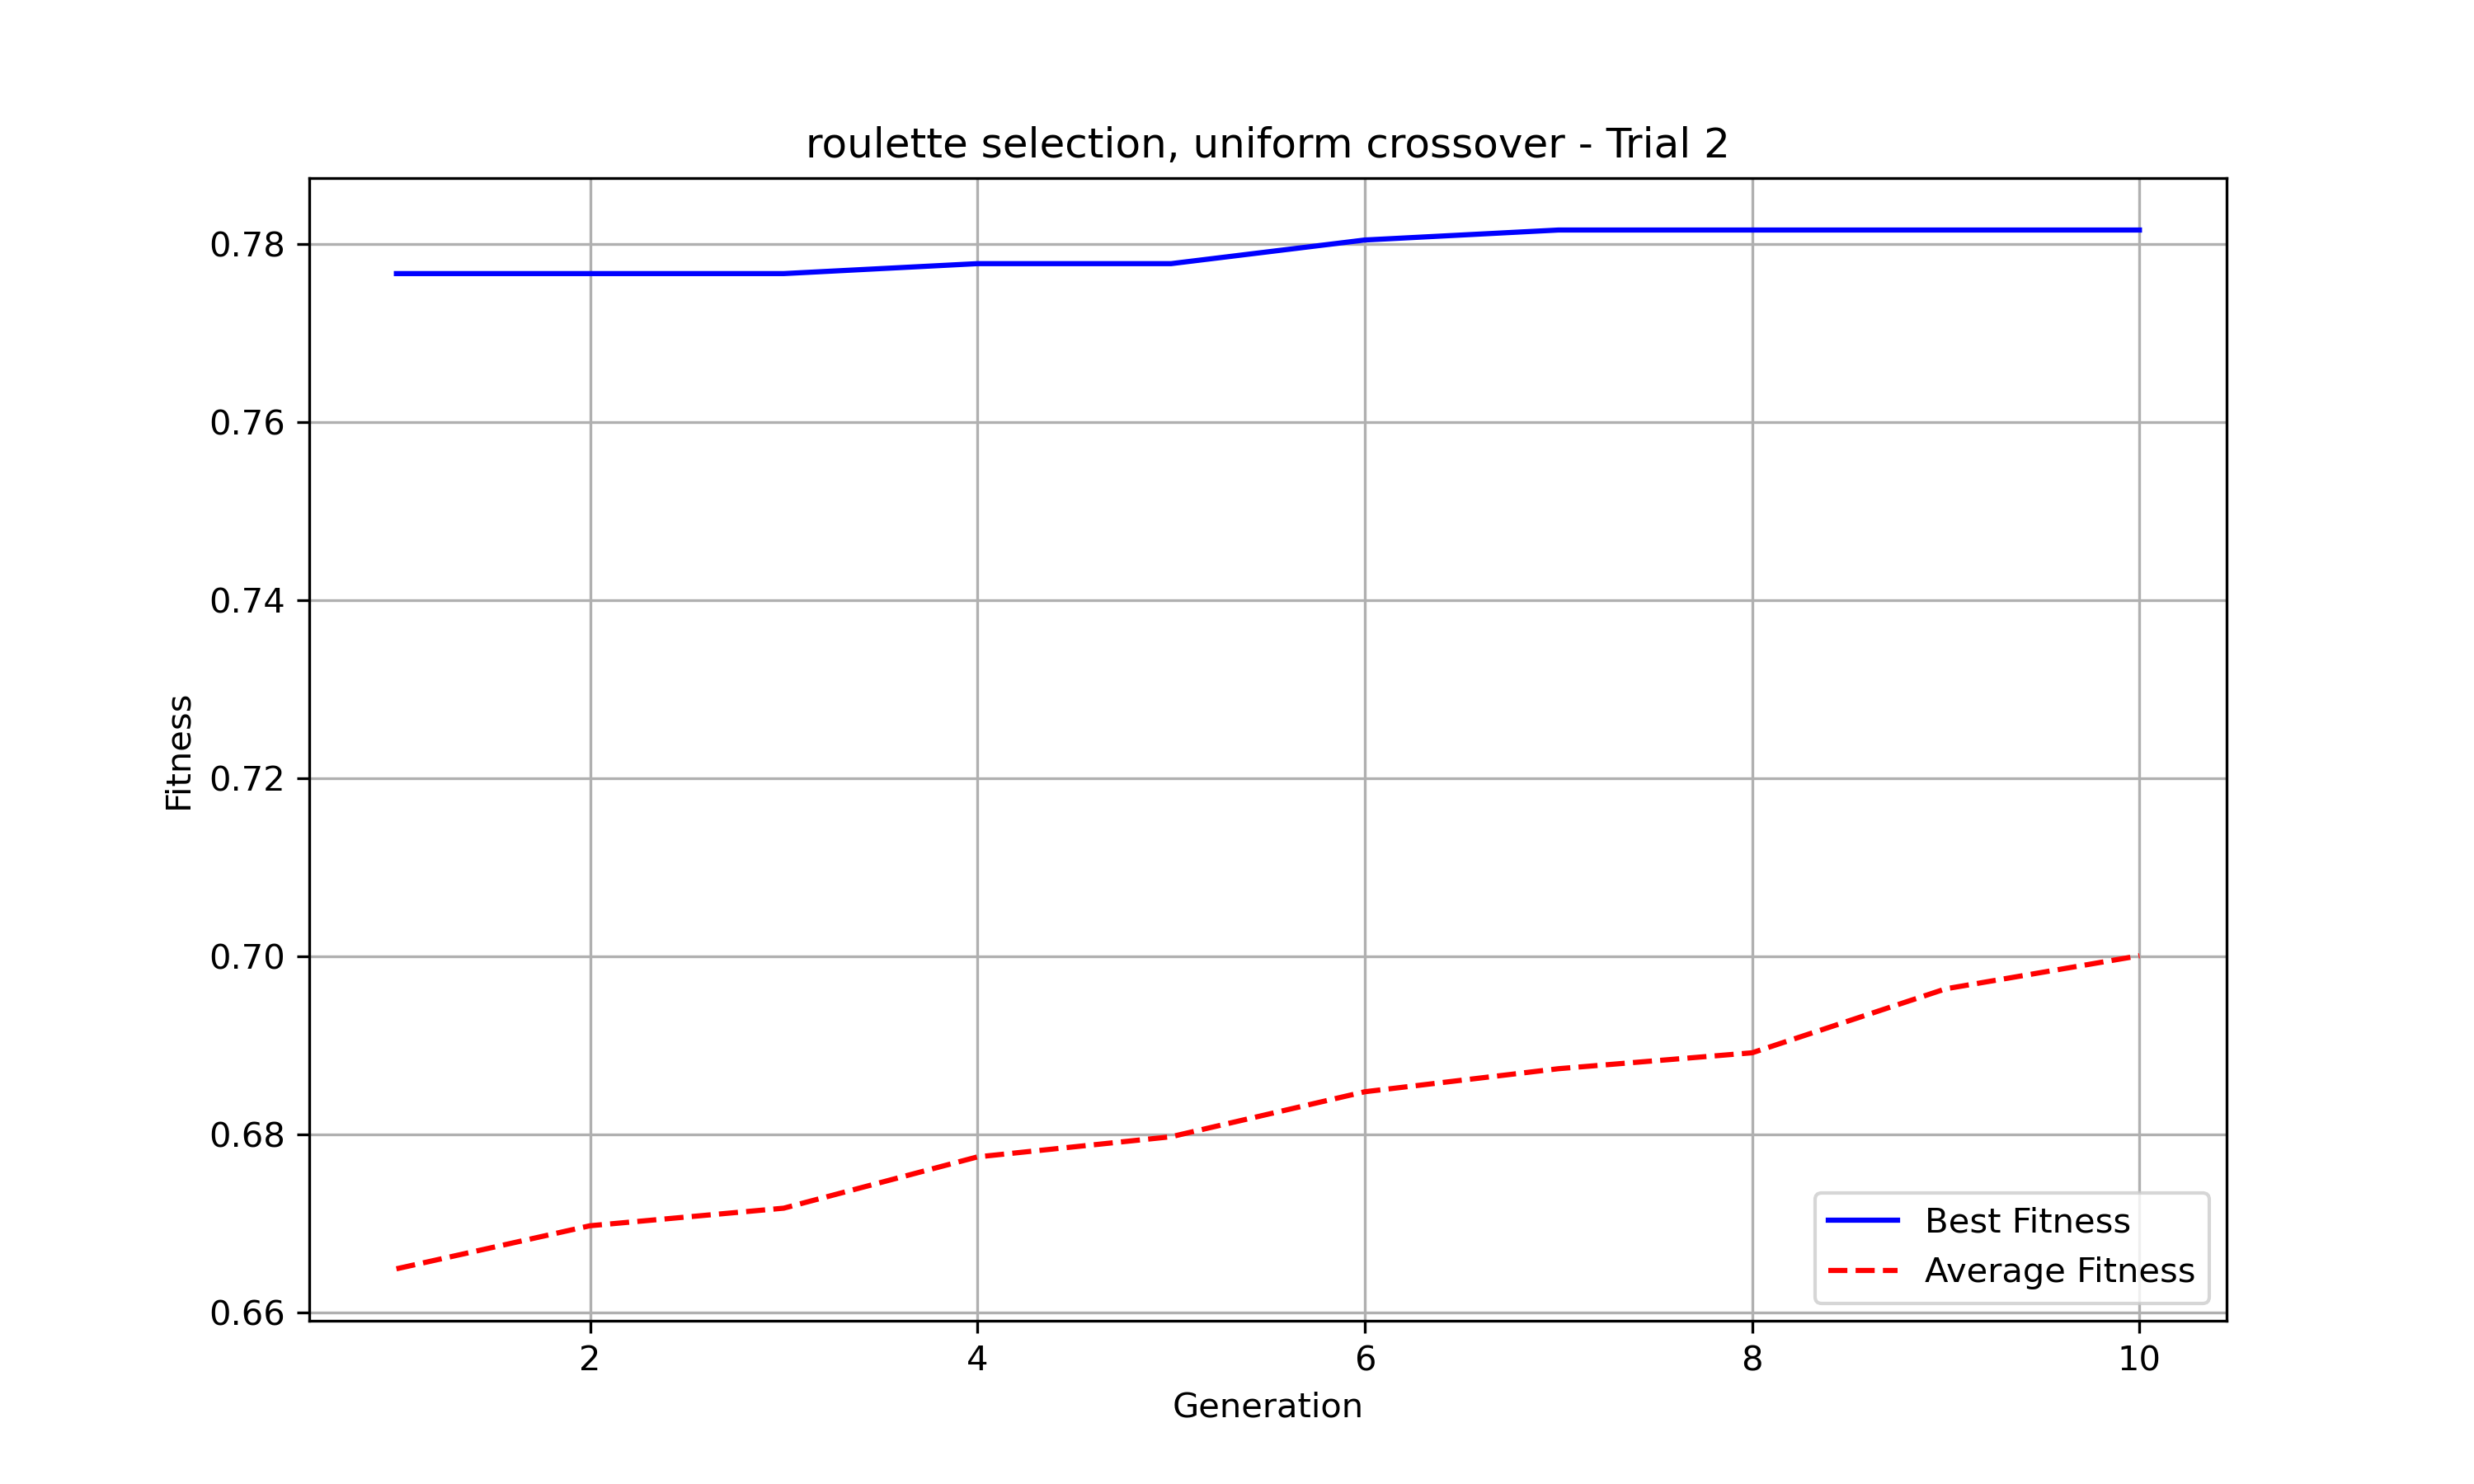 roulette selection, uniform crossover - Trial 2
0.78
0.76
0.74
0.72
0.70
0.68
0.66
Fitness
Best Fitness
Average Fitness
2 4 6 8 10
Generation